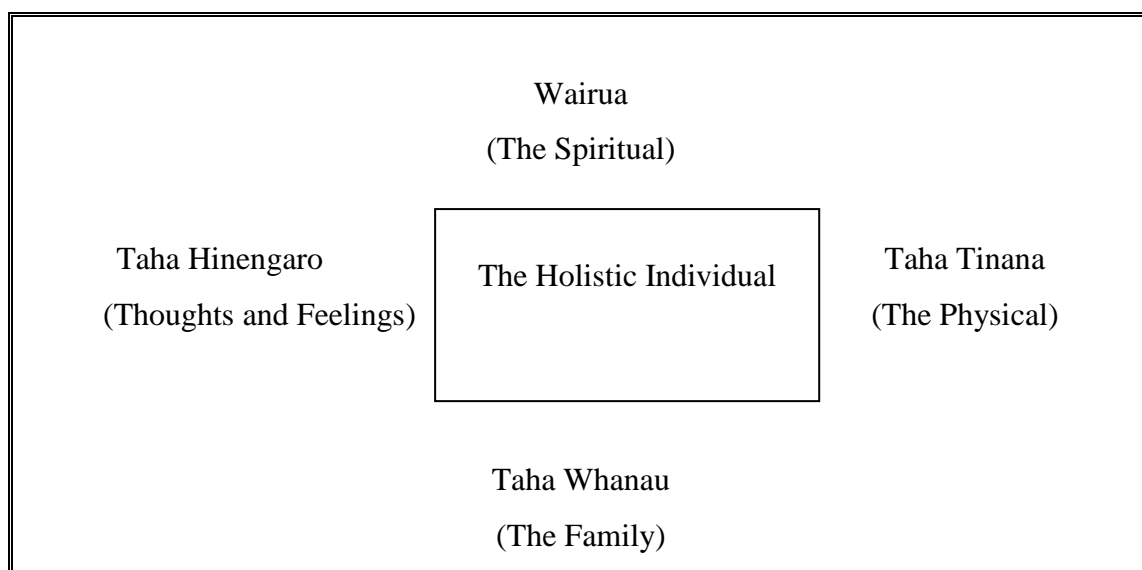 Wairua
(The Spiritual)
Taha Hinengaro
(Thoughts and Feelings)
The Holistic Individual
Taha Tinana
(The Physical)
Taha Whanau
(The Family)